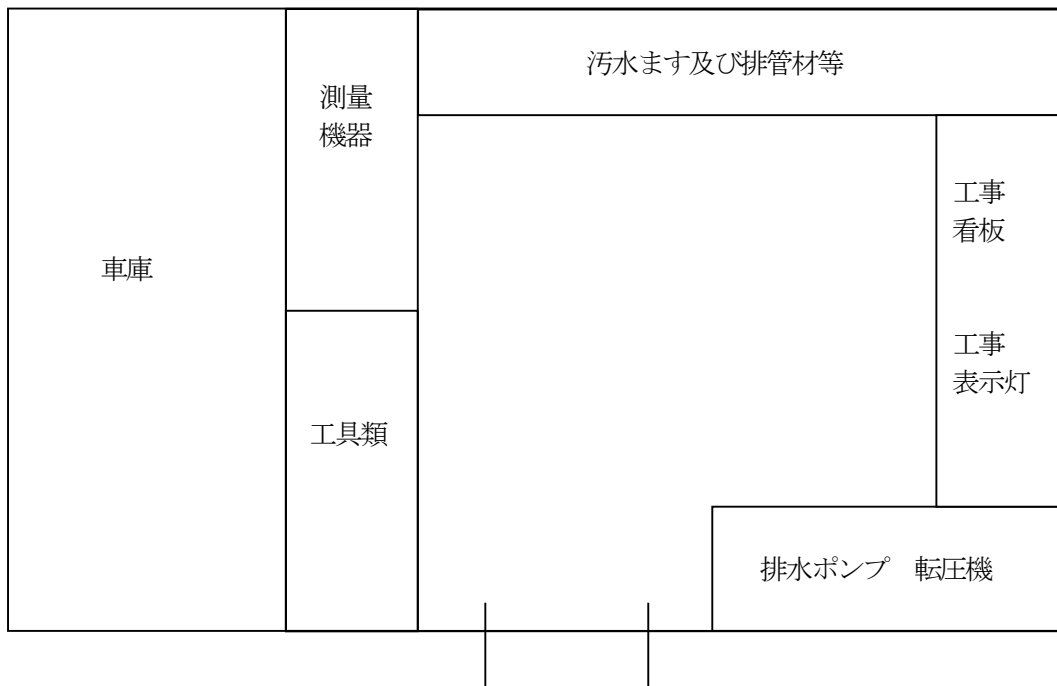 汚水ます及び排管材等
測量
機器
工事
看板
車庫
工事
表示灯
工具類
排水ポンプ　転圧機